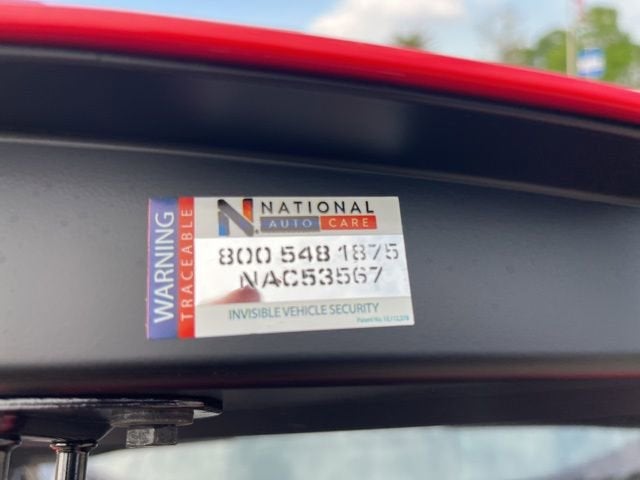 WARNING
TRACEABLE
N NATIONAL
AUTO CARE
800 548 1875
NAC53567
INVISIBLE VEHICLE SECURITY